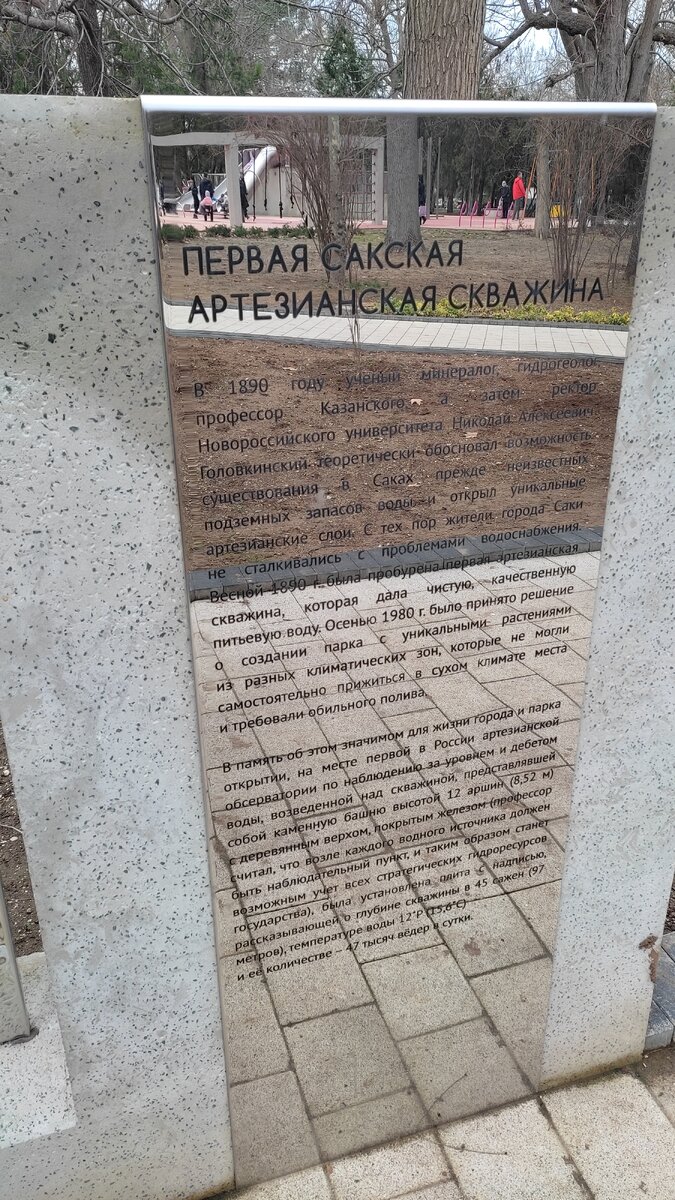 ПЕРВАЯ САКСКАЯ
АРТЕЗИАНСКАЯ СКВАЖИНА
В 1890 году ученый минералог, гидрогеолог,
профессор Казанского, а затем ректор
Новороссийского университета Николай Алексеевич
Головкинский теоретически обосновал возможность
существования в Саках прежде неизвестных
подземных запасов воды и открыл уникальные
артезианские слои. С тех пор жители города Саки
не сталкивались с проблемами водоснабжения.
Весной 1890 г. была пробурена первая артезианская
скважина, которая дала чистую, качественную
питьевую воду. Осенью 1980 г. было принято решение
о создании парка с уникальными растениями
из разных климатических зон, которые не могли
самостоятельно прижиться в сухом климате места
и требовали обильного полива.
В память об этом значимом для жизни города и парка
открытии, на месте первой в России артезианской
обсерватории по наблюдению за уровнем и дебетом
воды, возведенной над скважиной, представлявшей
собой каменную башню высотой 12 аршин (8,52 м)
с деревянным верхом, покрытым железом (профессор
считал, что возле каждого водного источника должен
быть наблюдательный пункт, и таким образом станет
возможным учет всех стратегических гидроресурсов
государства), была установлена плита с надписью,
рассказывающей о глубине скважины в 45 сажен (97
метров), температуре воды 12°Р (15,6°С)
и её количестве – 47 тысяч вёдер в сутки.